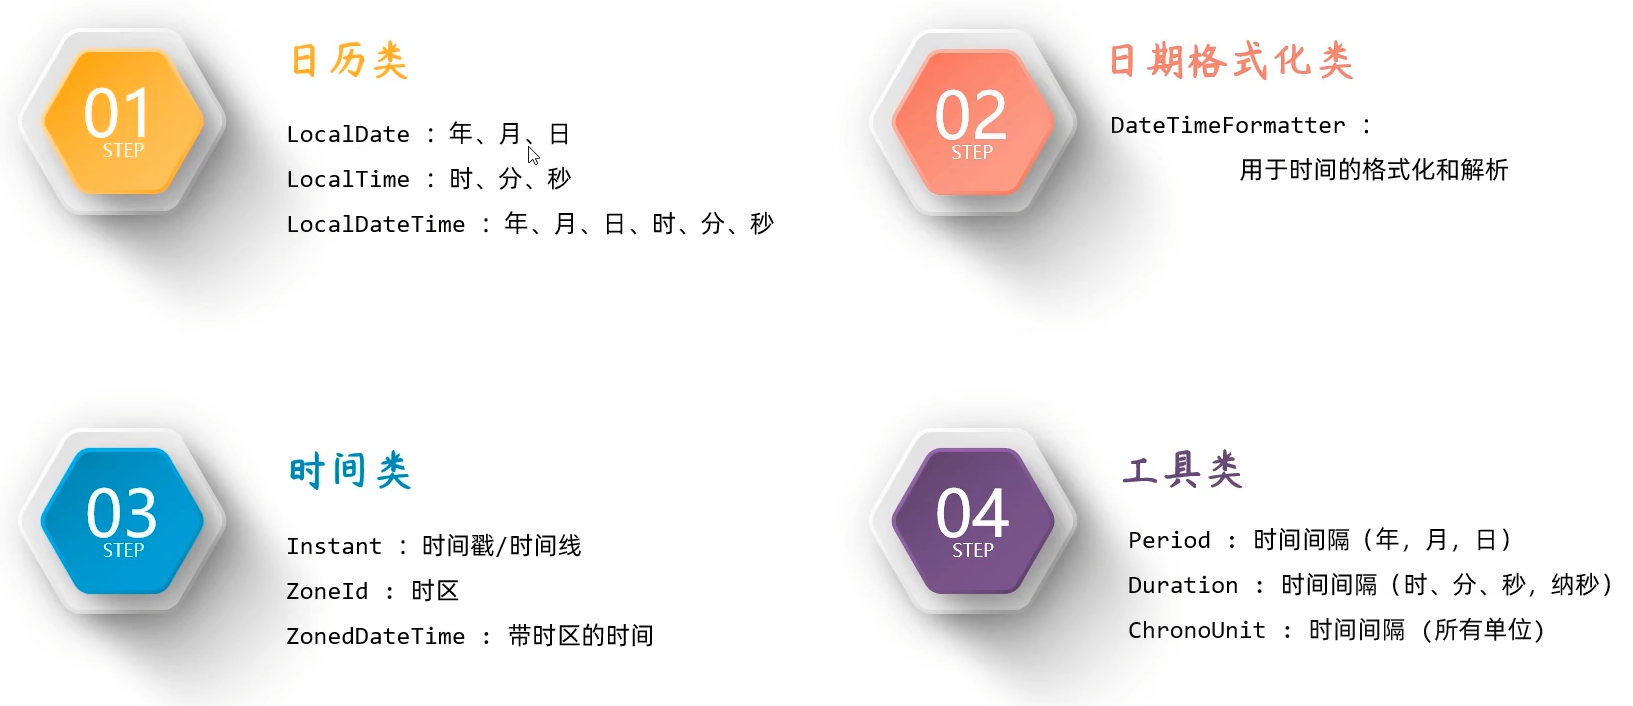 01
STEP
日历类
LocalDate : 年、月、日
LocalTime : 时、分、秒
LocalDateTime : 年、月、日、时、分、秒
02
STEP
日期格式化类
DateTimeFormatter :
用于时间的格式化和解析
03
STEP
时间类
Instant : 时间戳/时间线
ZoneId : 时区
ZonedDateTime : 带时区的时间
04
STEP
工具类
Period : 时间间隔（年，月，日）
Duration : 时间间隔（时、分、秒，纳秒）
ChronoUnit : 时间间隔 (所有单位)